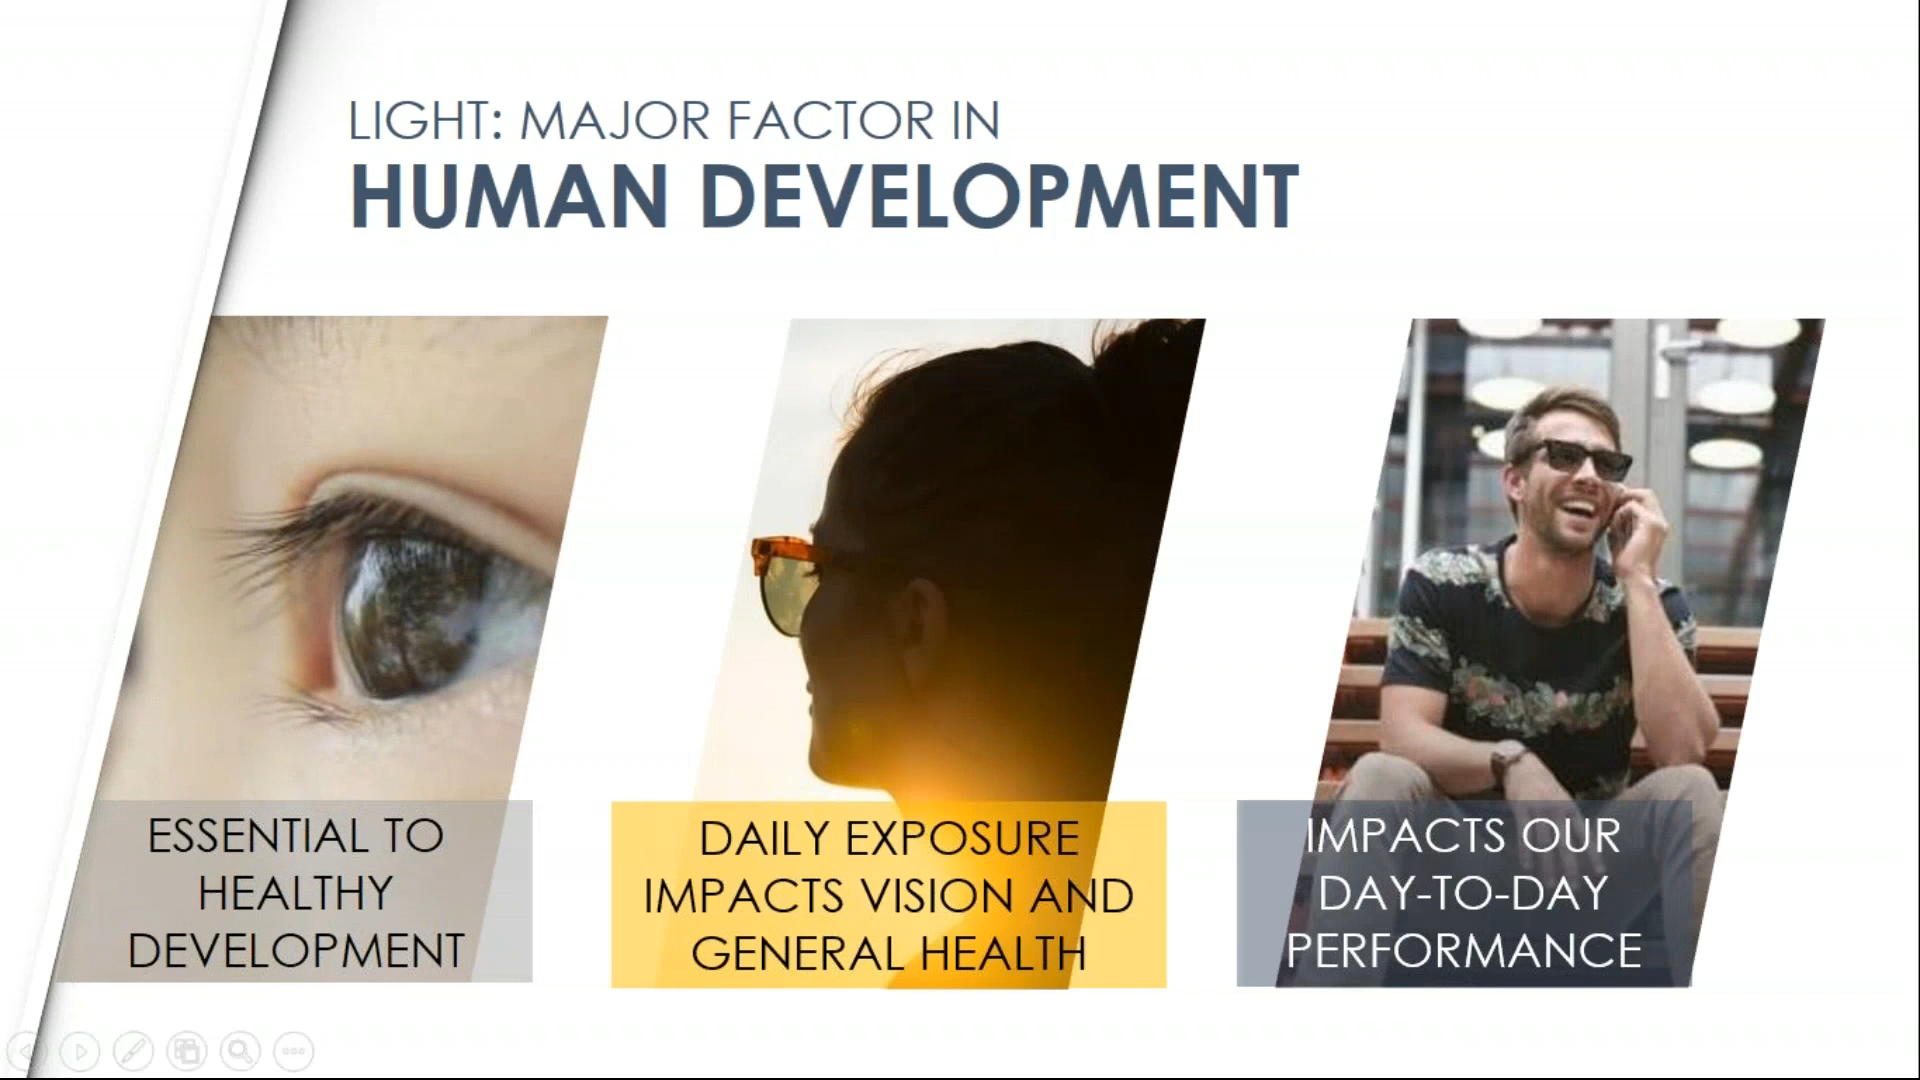 LIGHT: MAJOR FACTOR IN
HUMAN DEVELOPMENT
ESSENTIAL TO
HEALTHY
DEVELOPMENT
DAILY EXPOSURE
IMPACTS VISION AND
GENERAL HEALTH
IMPACTS OUR
DAY-TO-DAY
PERFORMANCE